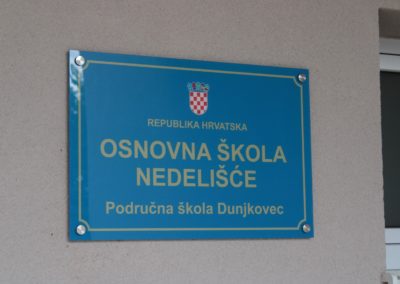 REPUBLIKA HRVATSKA
OSNOVNA ŠKOLA
NEDELIŠĆE
Područna škola Dunjkovec